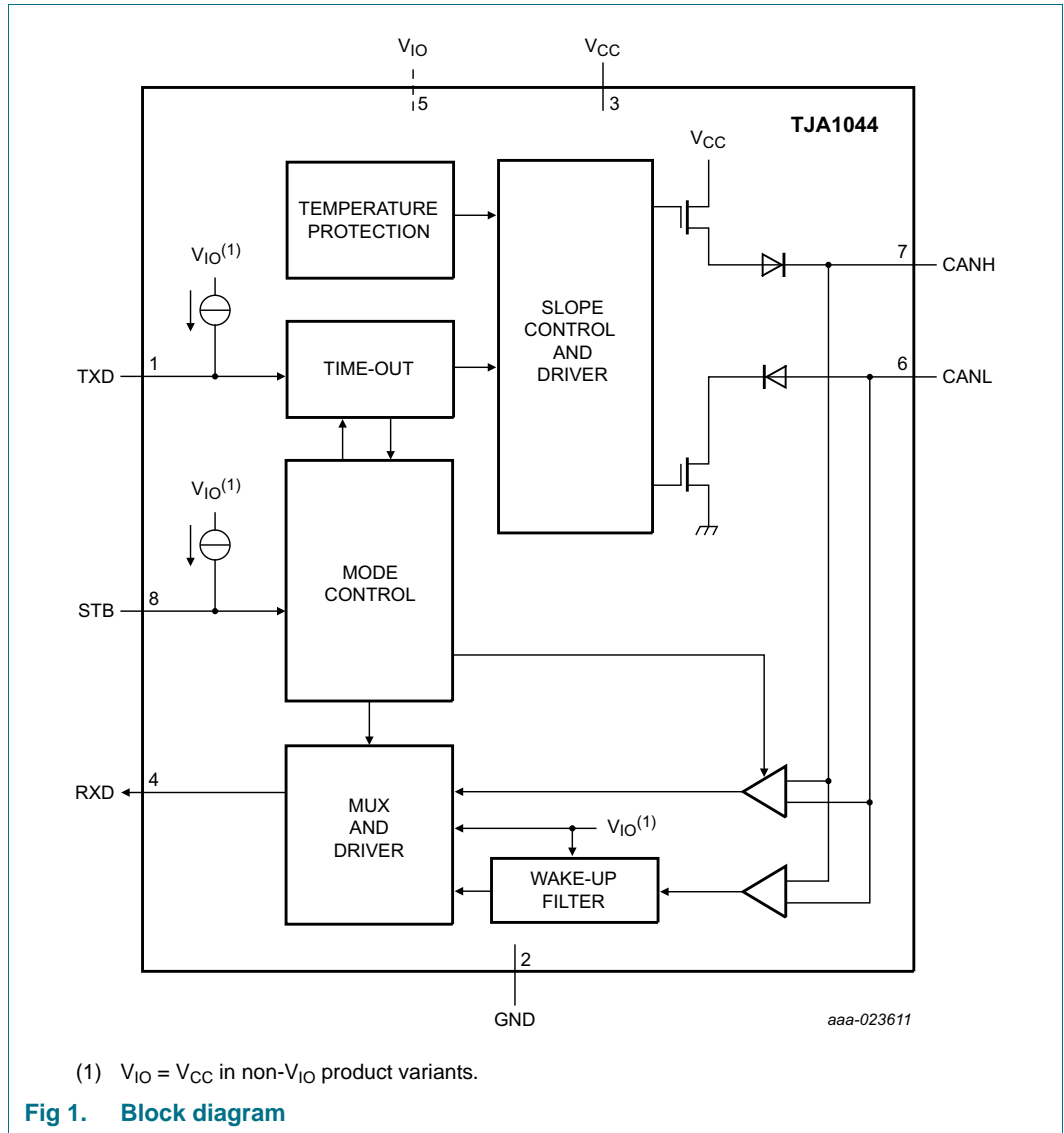 VIO
VCC
5
3
TJA1044
VCC
TEMPERATURE
PROTECTION
VIO(1)
7
CANH
SLOPE
CONTROL
AND
DRIVER
TXD
1
TIME-OUT
6
CANL
VIO(1)
MODE
CONTROL
STB
8
RXD
4
MUX
AND
DRIVER
VIO(1)
WAKE-UP
FILTER
2
GND
aaa-023611
(1) VIO = VCC in non-VIO product variants.
Fig 1. Block diagram